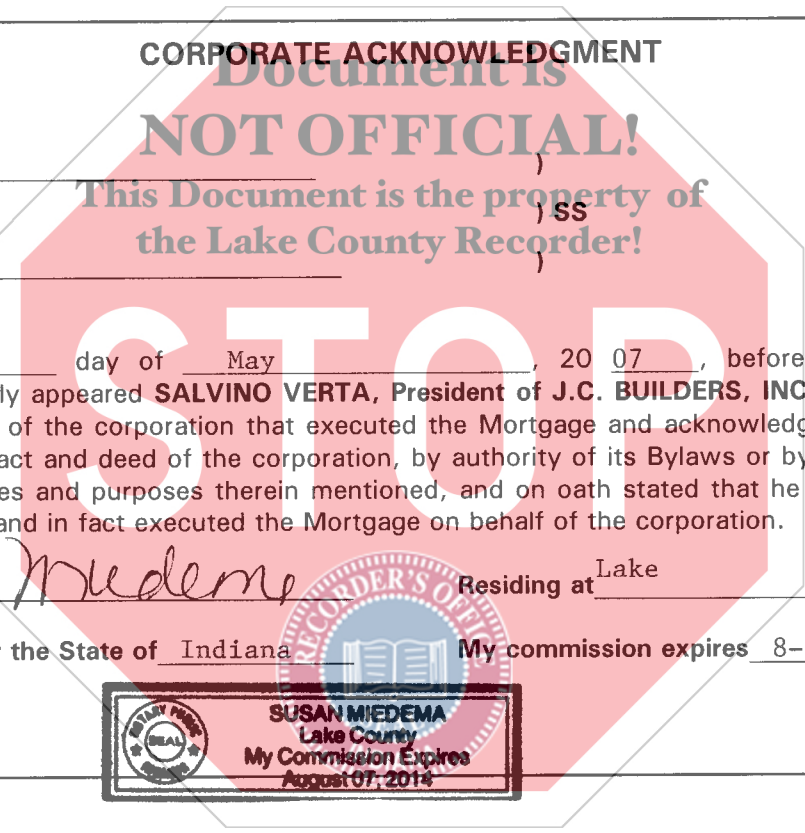 CORPORATE ACKNOWLEDGMENT
Document is
NOT OFFICIAL!
)
This Document is the property of
) SS
the Lake County Recorder!
)
STOP
day of May , 20 07 , before
ly appeared SALVINO VERTA, President of J.C. BUILDERS, INC
of the corporation that executed the Mortgage and acknowledg
act and deed of the corporation, by authority of its Bylaws or by
es and purposes therein mentioned, and on oath stated that he
and in fact executed the Mortgage on behalf of the corporation.
Miedema
Residing at Lake
the State of Indiana
My commission expires 8-
RECORDER'S OFFIC
SEAL
SUSAN MIEDEMA
Lake County
My Commission Expires
August 07, 2014